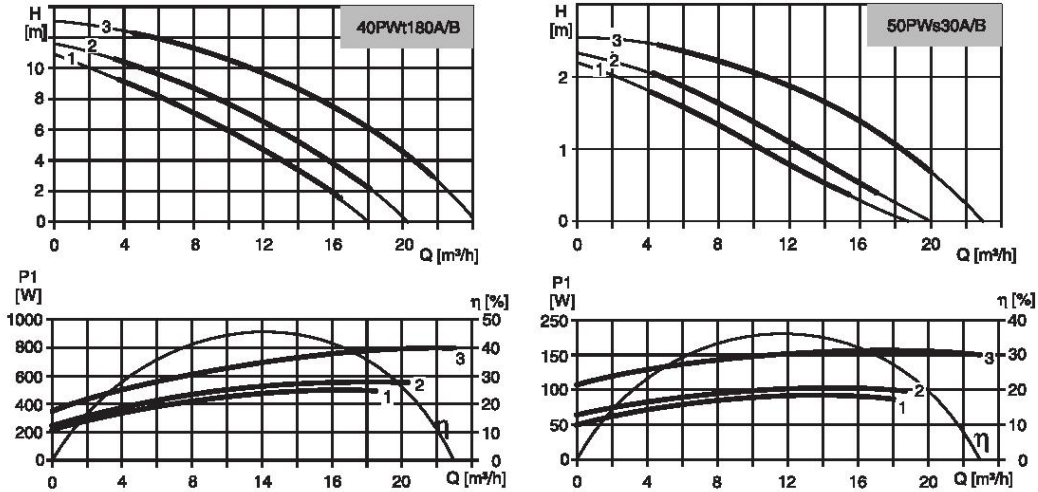 H
[m]
40PWt180A/B
3
2
1
10
8
6
4
2
0
0 4 8 12 16 20
Q [m³/h]
H
[m]
50PWs30A/B
3
2
1
2
1
0
0 4 8 12 16 20
Q [m³/h]
P1
[W]
η [%]
1000 50
800 40
3
600 30
2
1
400 20
200 10
η
0 0
0 4 8 12 16 20
Q [m³/h]
P1
[W]
η [%]
250 40
150 30
3
100 20
2
1
50 10
η
0 0
0 4 8 12 16 20
Q [m³/h]